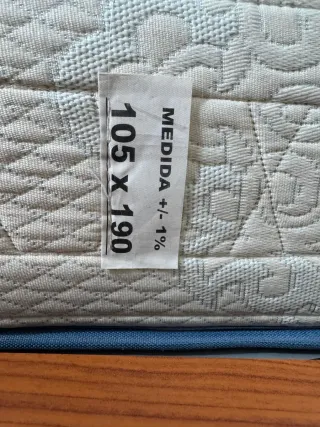 MEDIDA +/- 1%
105 x 190